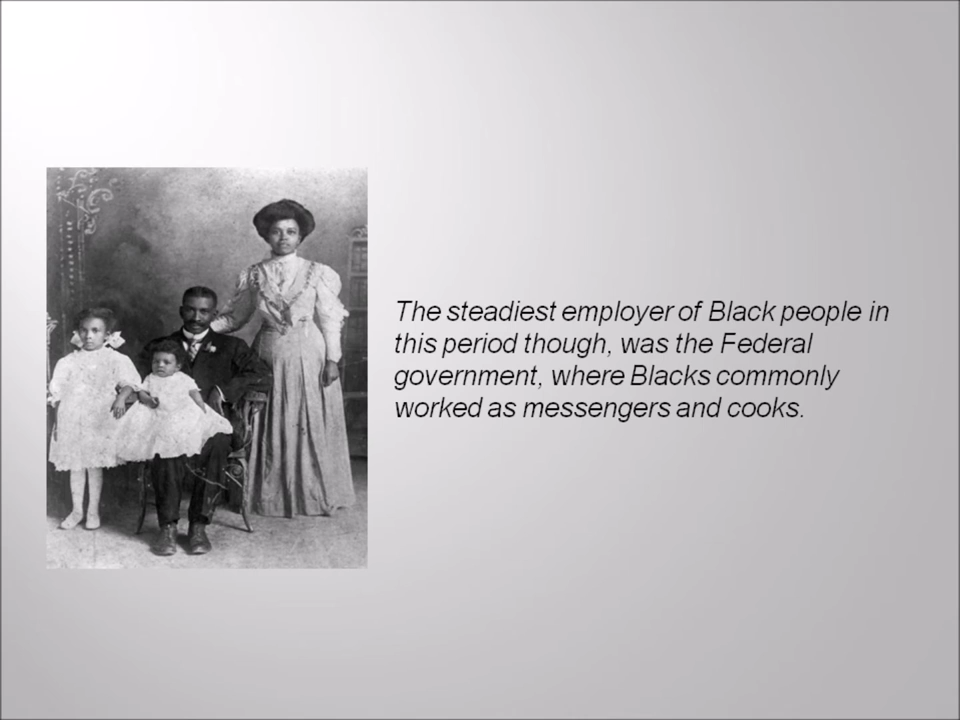 The steadiest employer of Black people in
this period though, was the Federal
government, where Blacks commonly
worked as messengers and cooks.